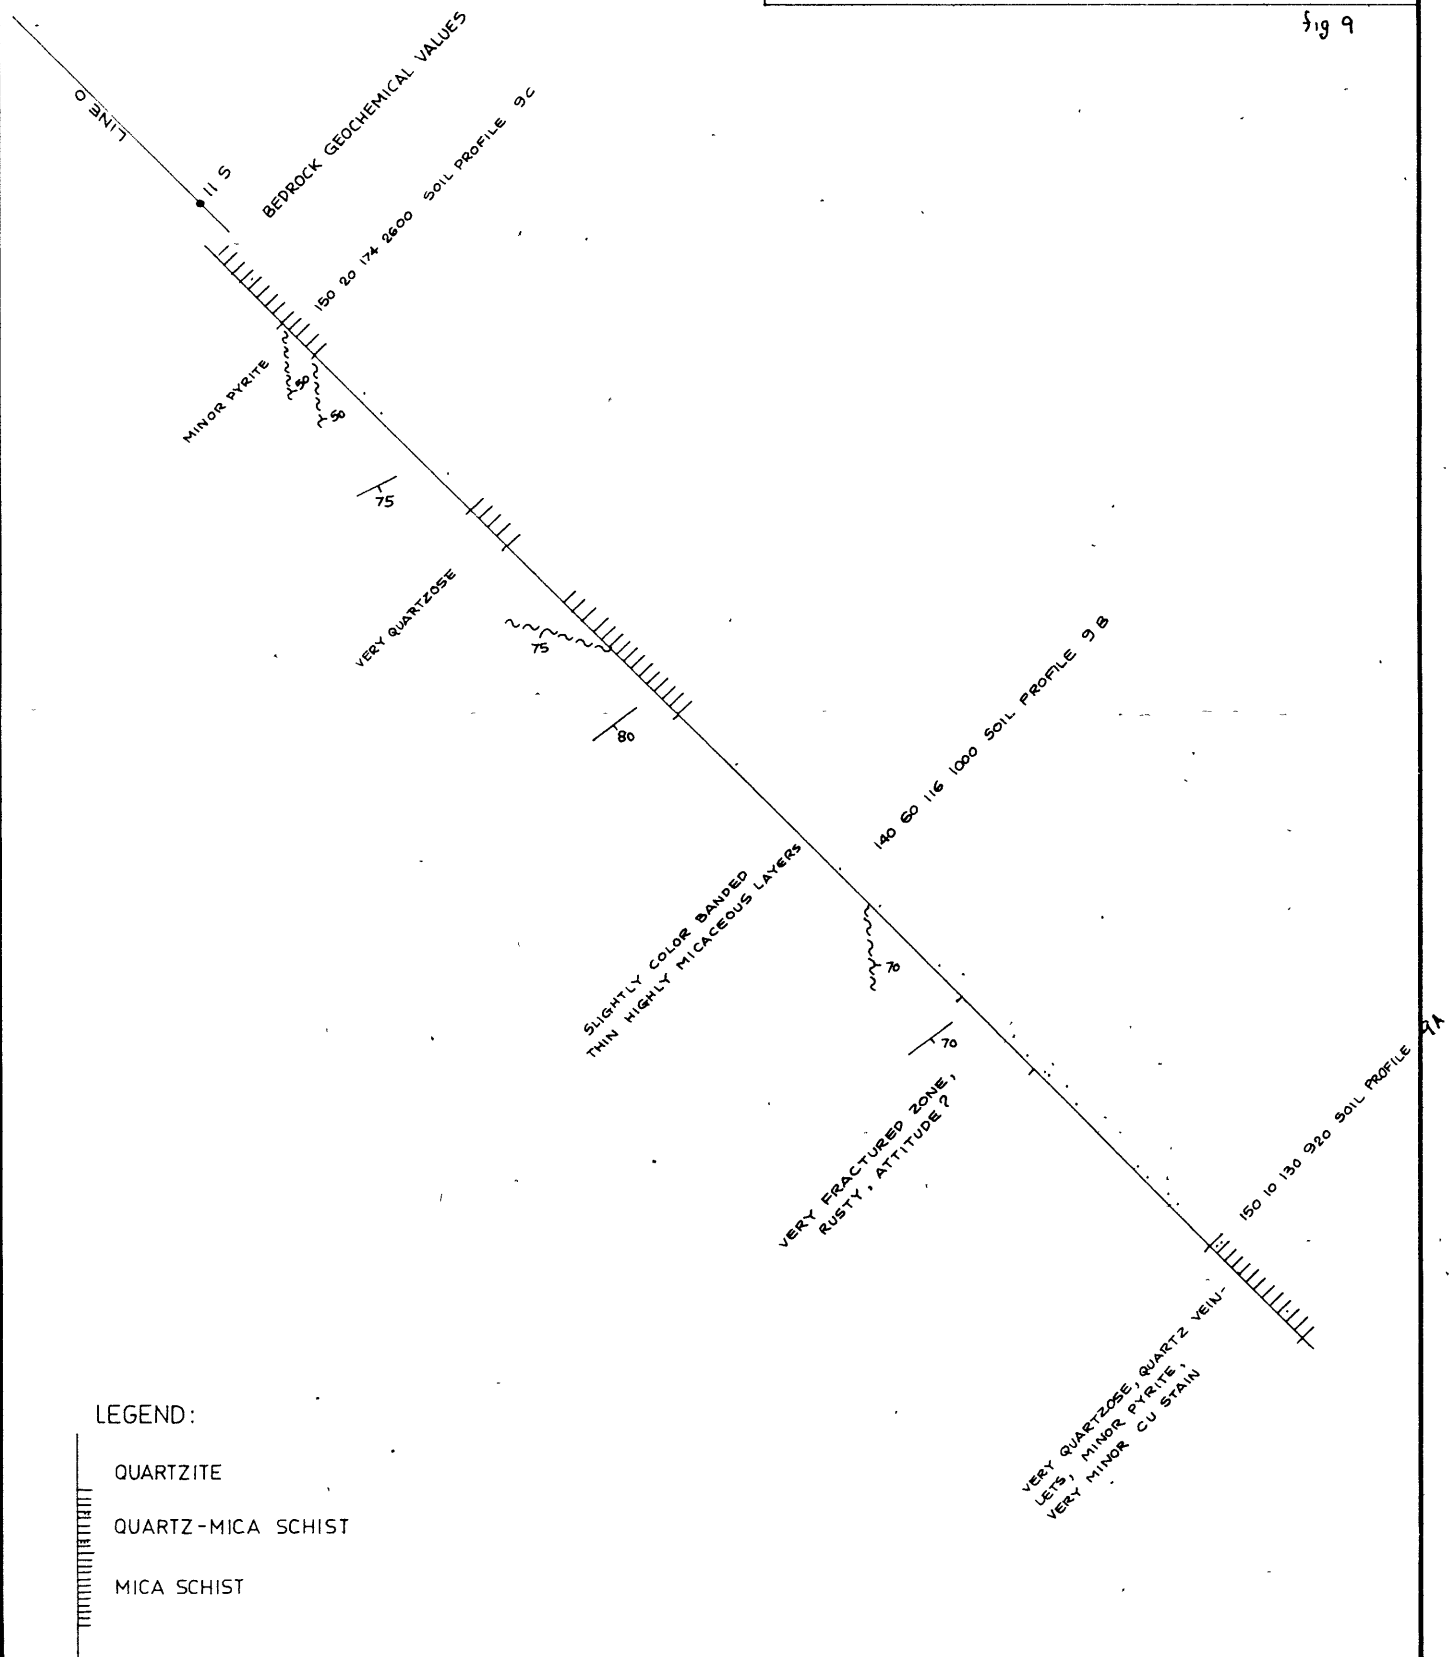 fig 9
LINE 0
11 S
BEDROCK GEOCHEMICAL VALUES
150 20 174 2600 SOIL PROFILE 9C
MINOR PYRITE
50
50
75
VERY QUARTZOSE
75
80
140 60 116 1000 SOIL PROFILE 9B
SLIGHTLY COLOR BANDED
THIN HIGHLY MICACEOUS LAYERS
70
70
VERY FRACTURED ZONE,
RUSTY, ATTITUDE?
150 10 130 920 SOIL PROFILE 9A
VERY QUARTZOSE, QUARTZ VEIN-
LETS, MINOR PYRITE,
VERY MINOR CU STAIN
LEGEND:
QUARTZITE
QUARTZ-MICA SCHIST
MICA SCHIST